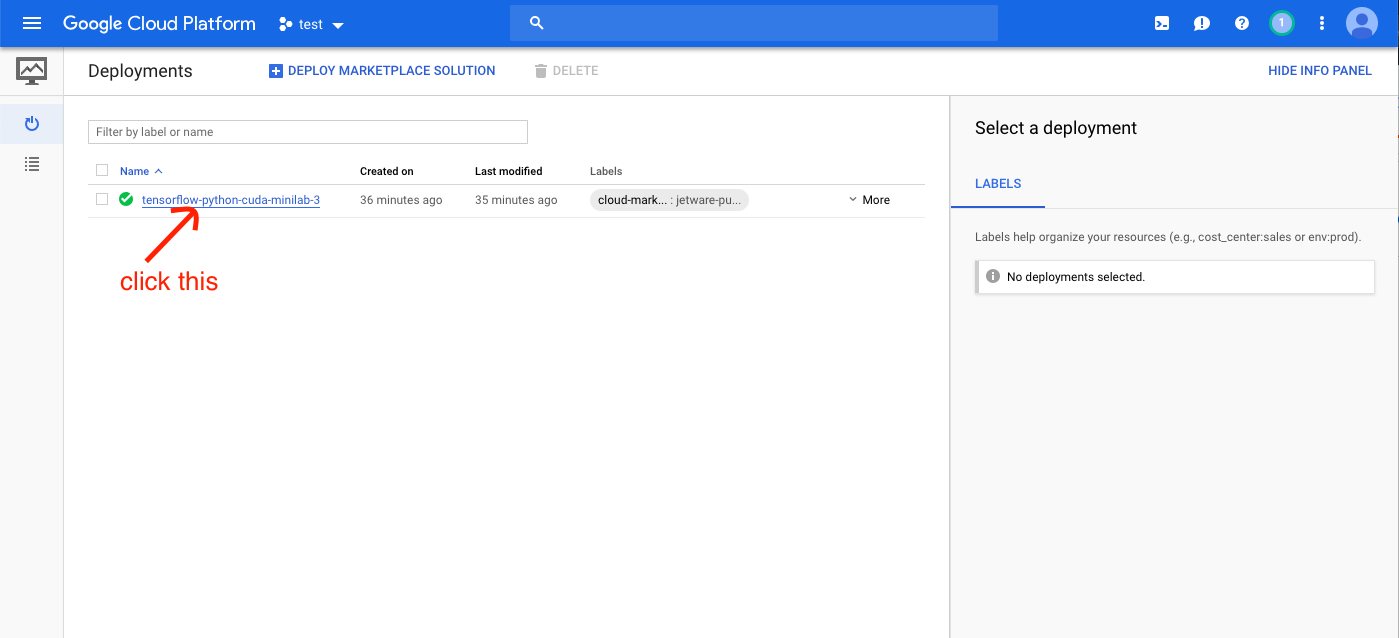 Google Cloud Platform test 1
Deployments DEPLOY MARKETPLACE SOLUTION DELETE HIDE INFO PANEL
Filter by label or name
Name Created on Last modified Labels
tensorflow-python-cuda-minilab-3 36 minutes ago 35 minutes ago cloud-mark... : jetware-pu... More
click this
Select a deployment
LABELS
Labels help organize your resources (e.g., cost_center:sales or env:prod).
No deployments selected.